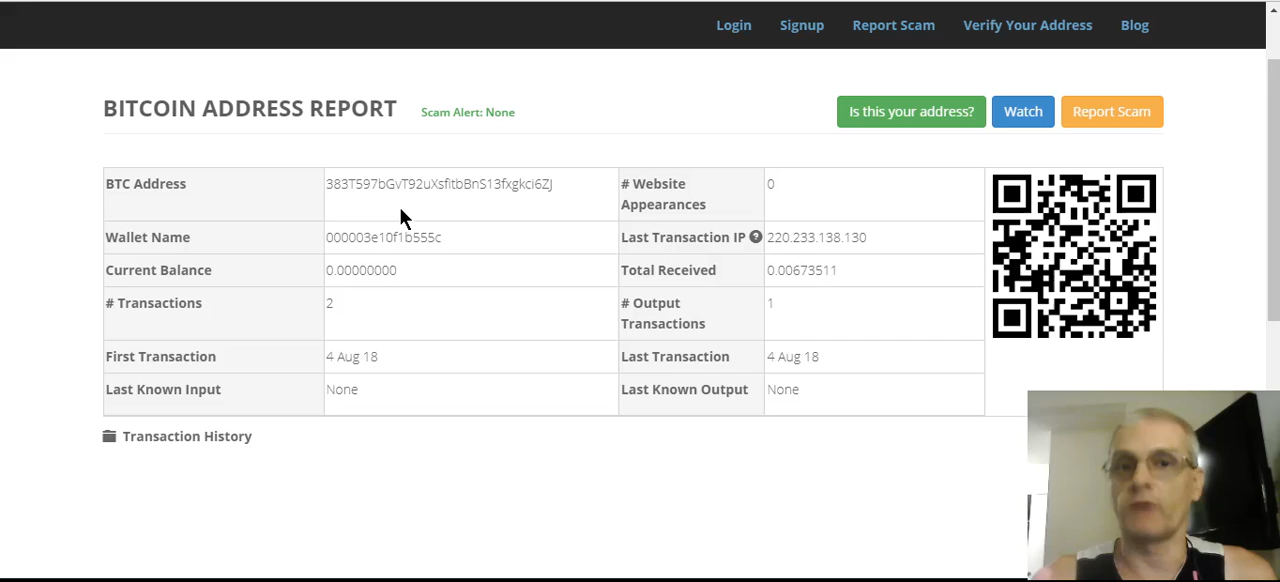 Login Signup Report Scam Verify Your Address Blog
BITCOIN ADDRESS REPORT Scam Alert: None Is this your address? Watch Report Scam
BTC Address 383T597bGvT92uXsfitbBnS13fxgkci6ZJ # Website Appearances 0
Wallet Name 000003e10f1b555c Last Transaction IP 220.233.138.130
Current Balance 0.00000000 Total Received 0.00673511
# Transactions 2 # Output Transactions 1
First Transaction 4 Aug 18 Last Transaction 4 Aug 18
Last Known Input None Last Known Output None
Transaction History